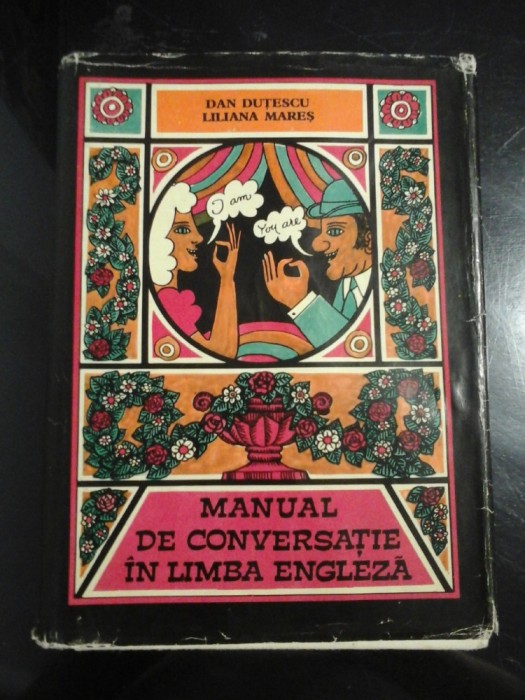 DAN DUȚESCU
LILIANA MAREȘ
I am
You are
MANUAL
DE CONVERSAȚIE
ÎN LIMBA ENGLEZĂ